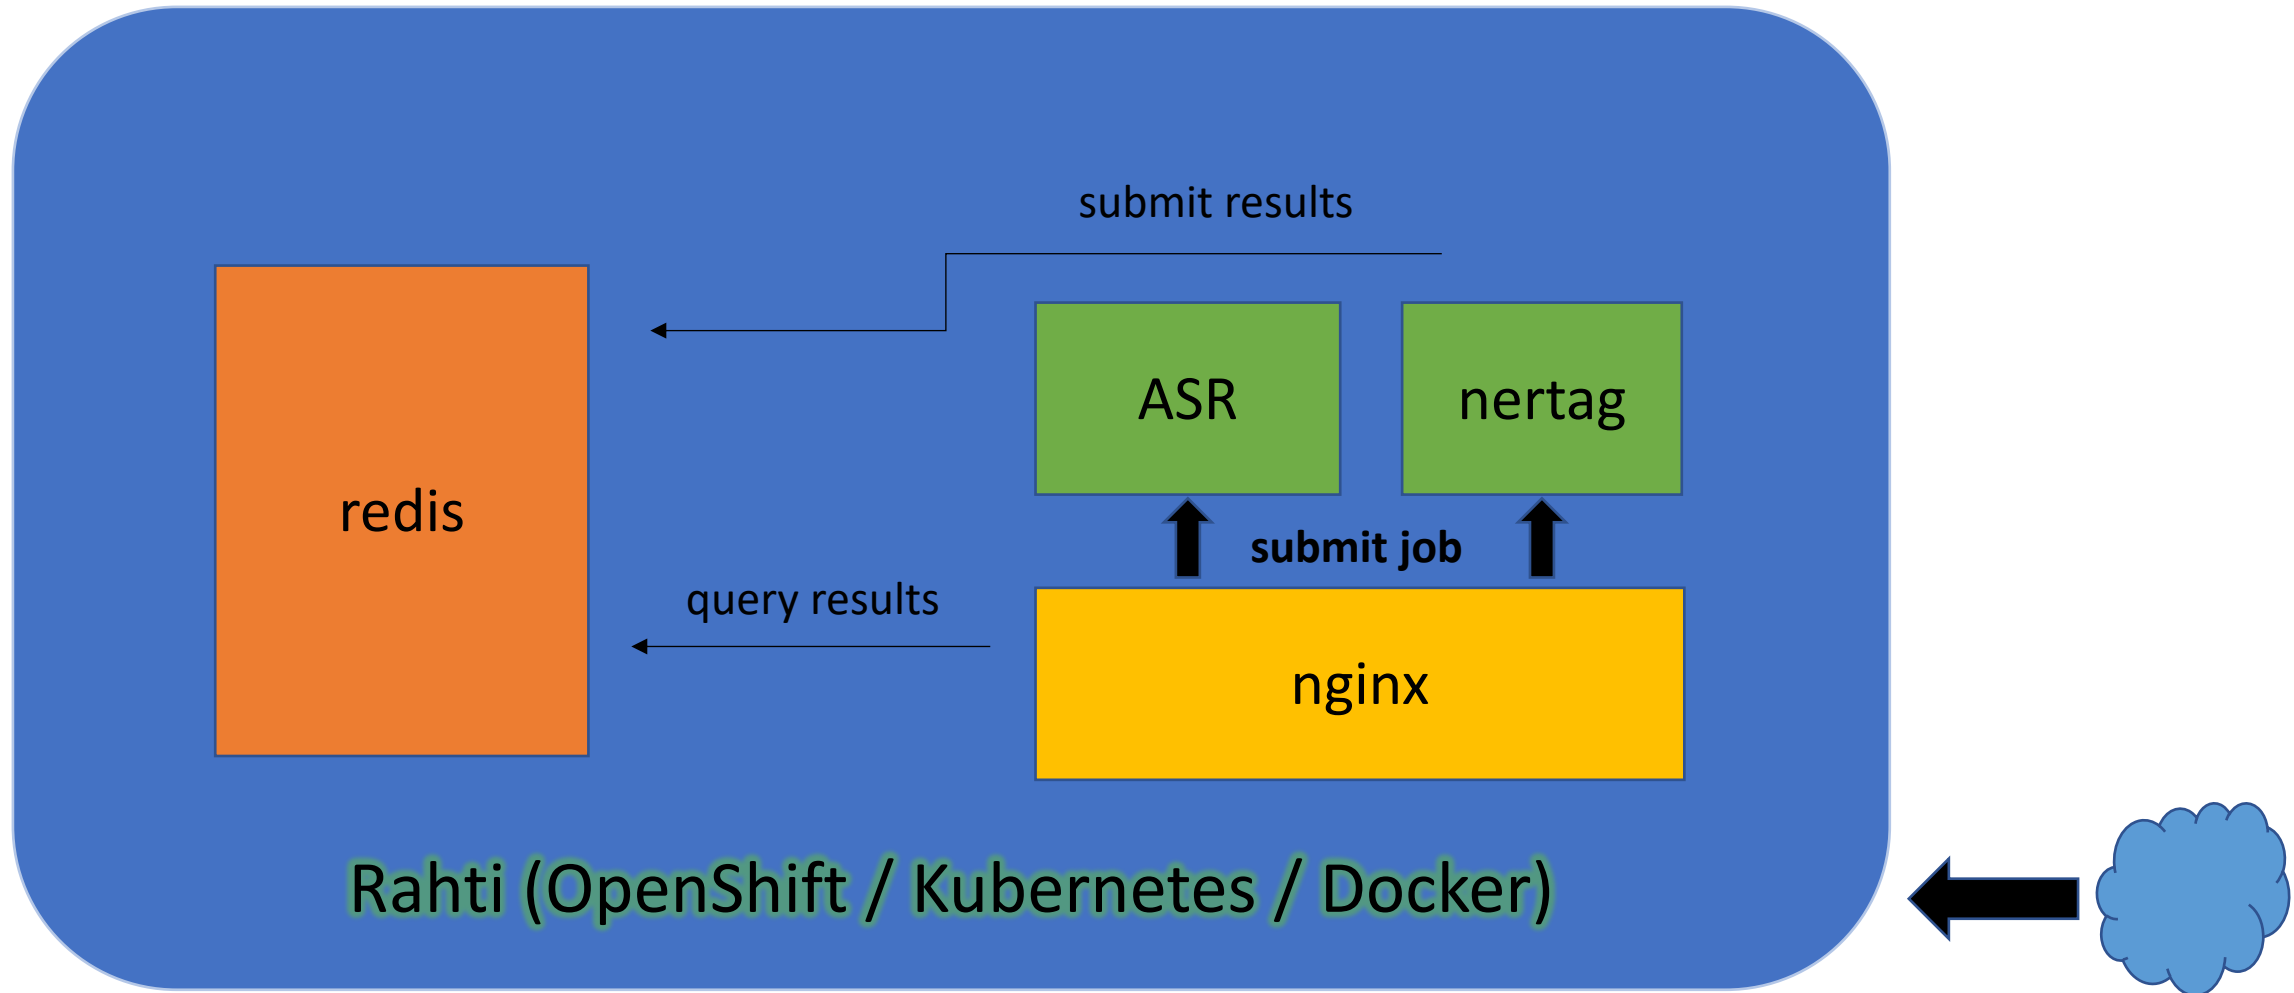 submit results
ASR
nertag
redis
submit job
query results
nginx
Rahti (OpenShift / Kubernetes / Docker)